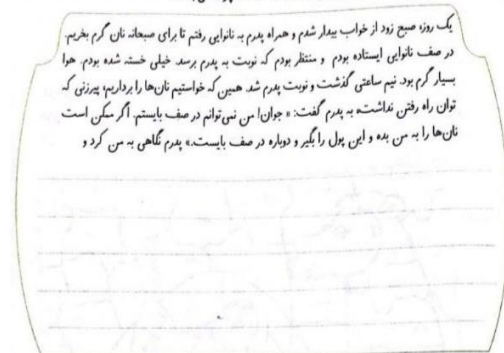 یک روزه صبح زود از خواب بیدار شدم و همراه پدرم به نانوایی رفتم تا برای صبحانه نان گرم بخریم.
در صف نانوایی ایستاده بودم و منتظر بودم که نوبت به پدرم برسد. خیلی خسته شده بودم. هوا
بسیار گرم بود. نیم ساعتی گذشت و نوبت پدرم شد. همین که خواستیم نان‌ها را برداریم، پیرزنی که
توان راه رفتن نداشت، به پدرم گفت: « جوان! من نمی‌توانم در صف بایستم. اگر ممکن است
نان‌ها را به من بده و این پول را بگیر و دوباره در صف بایست.» پدرم نگاهی به من کرد و